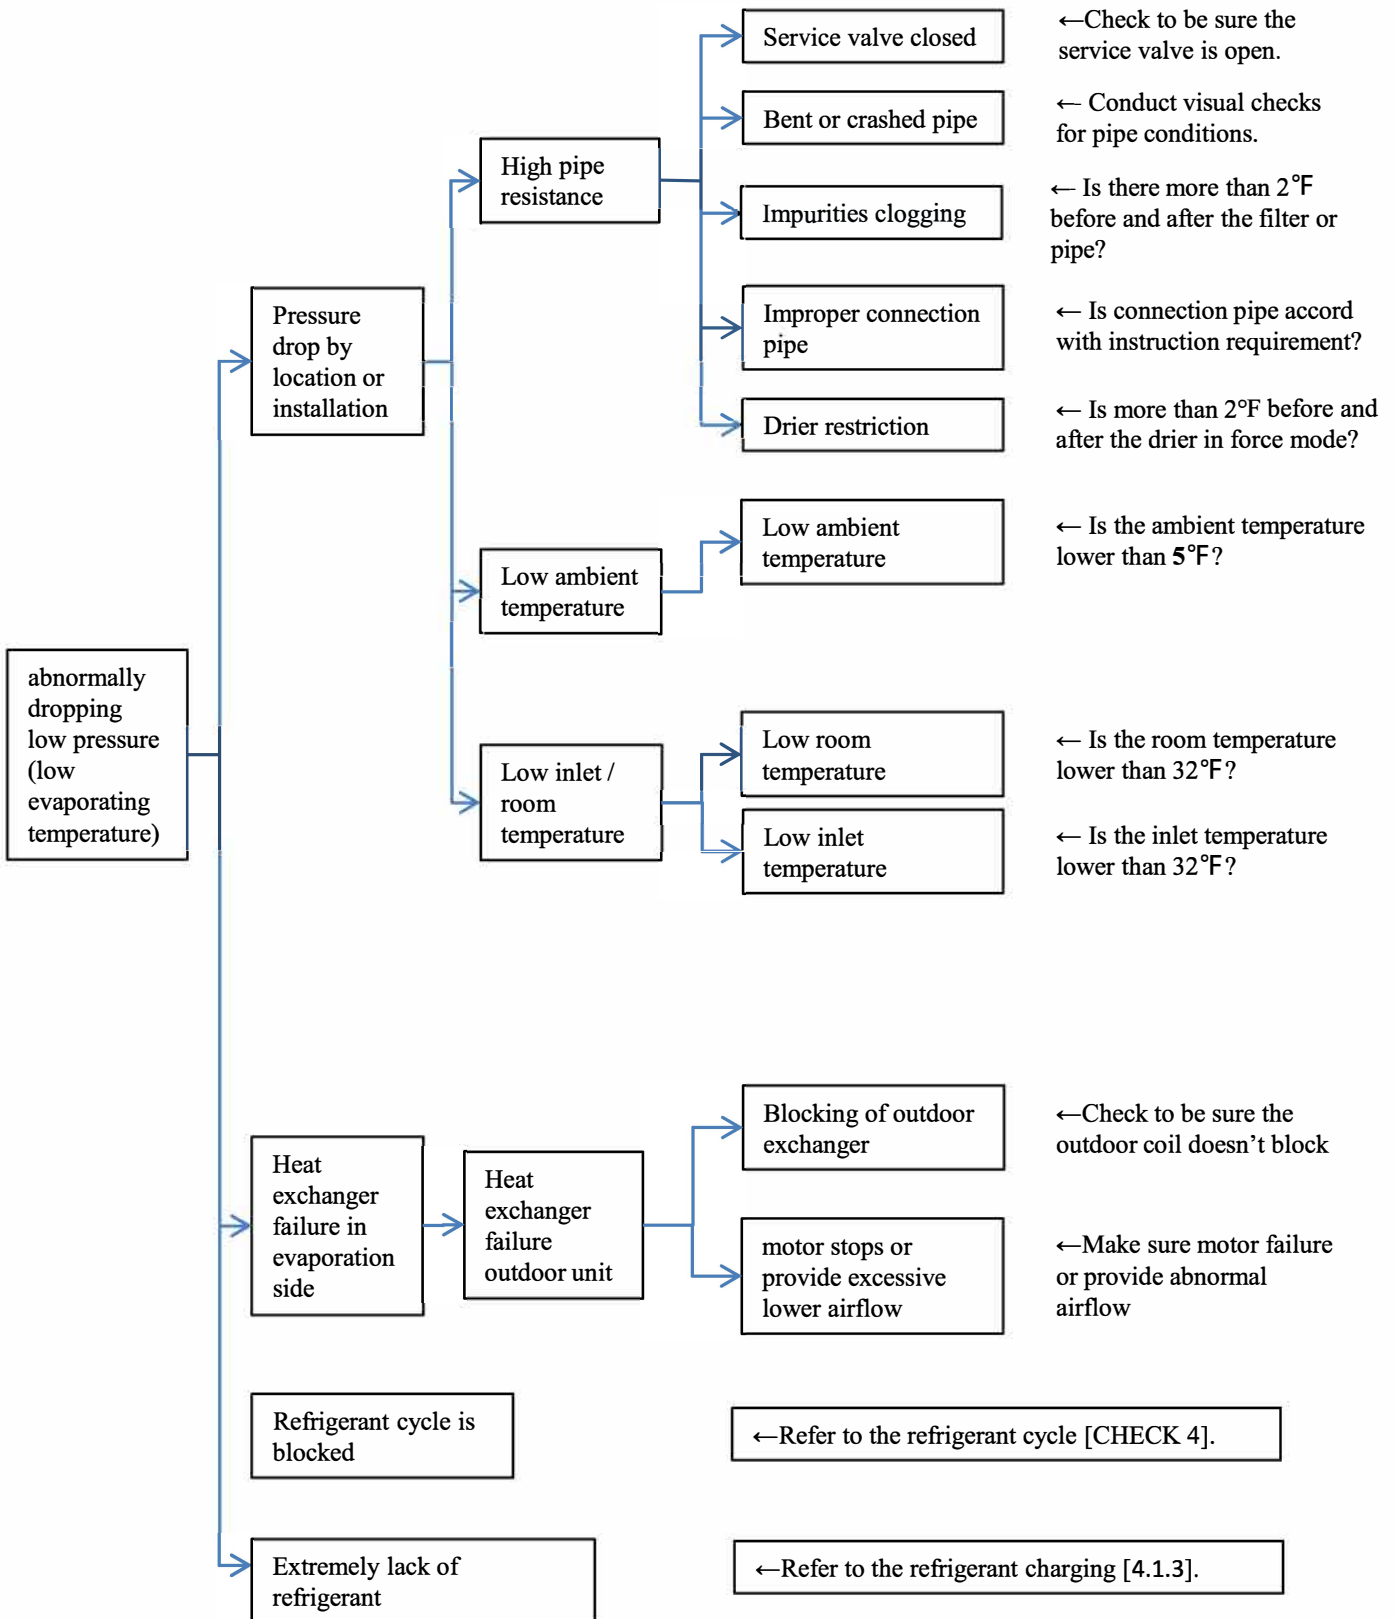 Service valve closed
←Check to be sure the
service valve is open.
Bent or crashed pipe
← Conduct visual checks
for pipe conditions.
High pipe
resistance
Impurities clogging
← Is there more than 2℉
before and after the filter or
pipe?
Pressure
drop by
location or
installation
Improper connection
pipe
← Is connection pipe accord
with instruction requirement?
Drier restriction
← Is more than 2°F before and
after the drier in force mode?
Low ambient
temperature
Low ambient
temperature
← Is the ambient temperature
lower than 5℉?
abnormally
dropping
low pressure
(low
evaporating
temperature)
Low inlet /
room
temperature
Low room
temperature
← Is the room temperature
lower than 32℉?
Low inlet
temperature
← Is the inlet temperature
lower than 32℉?
Heat
exchanger
failure in
evaporation
side
Heat
exchanger
failure
outdoor unit
Blocking of outdoor
exchanger
←Check to be sure the
outdoor coil doesn’t block
motor stops or
provide excessive
lower airflow
←Make sure motor failure
or provide abnormal
airflow
Refrigerant cycle is
blocked
←Refer to the refrigerant cycle [CHECK 4].
Extremely lack of
refrigerant
←Refer to the refrigerant charging [4.1.3].